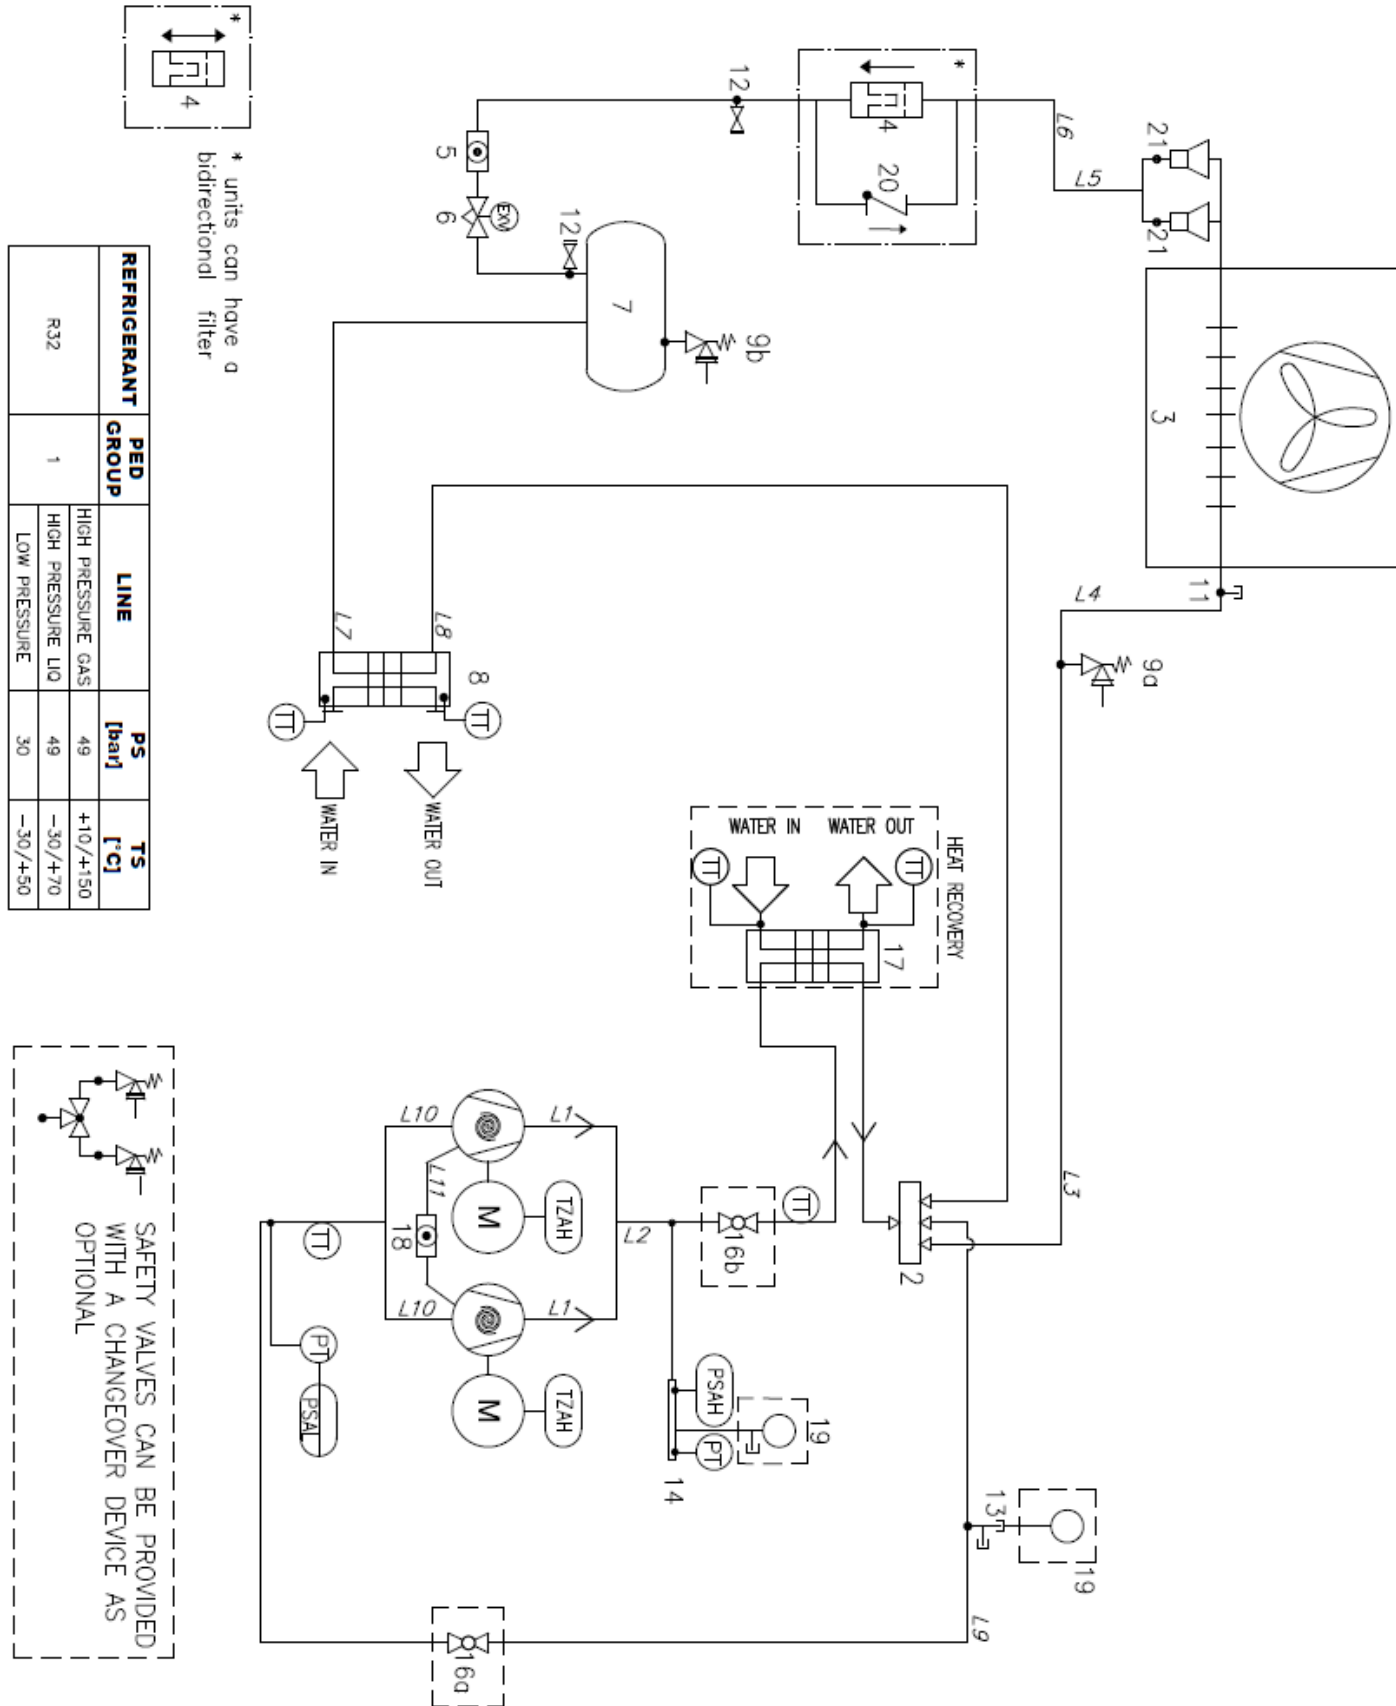 *
4
* units can have a
bidirectional filter
REFRIGERANT
PED
GROUP
LINE
PS
[bar]
TS
[°C]
R32
1
HIGH PRESSURE GAS
49
+10/+150
HIGH PRESSURE LIQ
49
-30/+70
LOW PRESSURE
30
-30/+50
*
4
20
12
5
6
EXV
12
7
9b
L6
L5
21
21
3
11
L4
9a
L3
L7
L8
8
TT
TT
WATER IN
WATER OUT
HEAT RECOVERY
WATER IN
WATER OUT
TT
TT
17
2
TT
16b
L2
L1
L1
L10
L10
L11
18
M
M
TZAH
TZAH
TT
PT
PSAL
PSAH
PT
14
19
13
19
L9
16a
SAFETY VALVES CAN BE PROVIDED
WITH A CHANGEOVER DEVICE AS
OPTIONAL